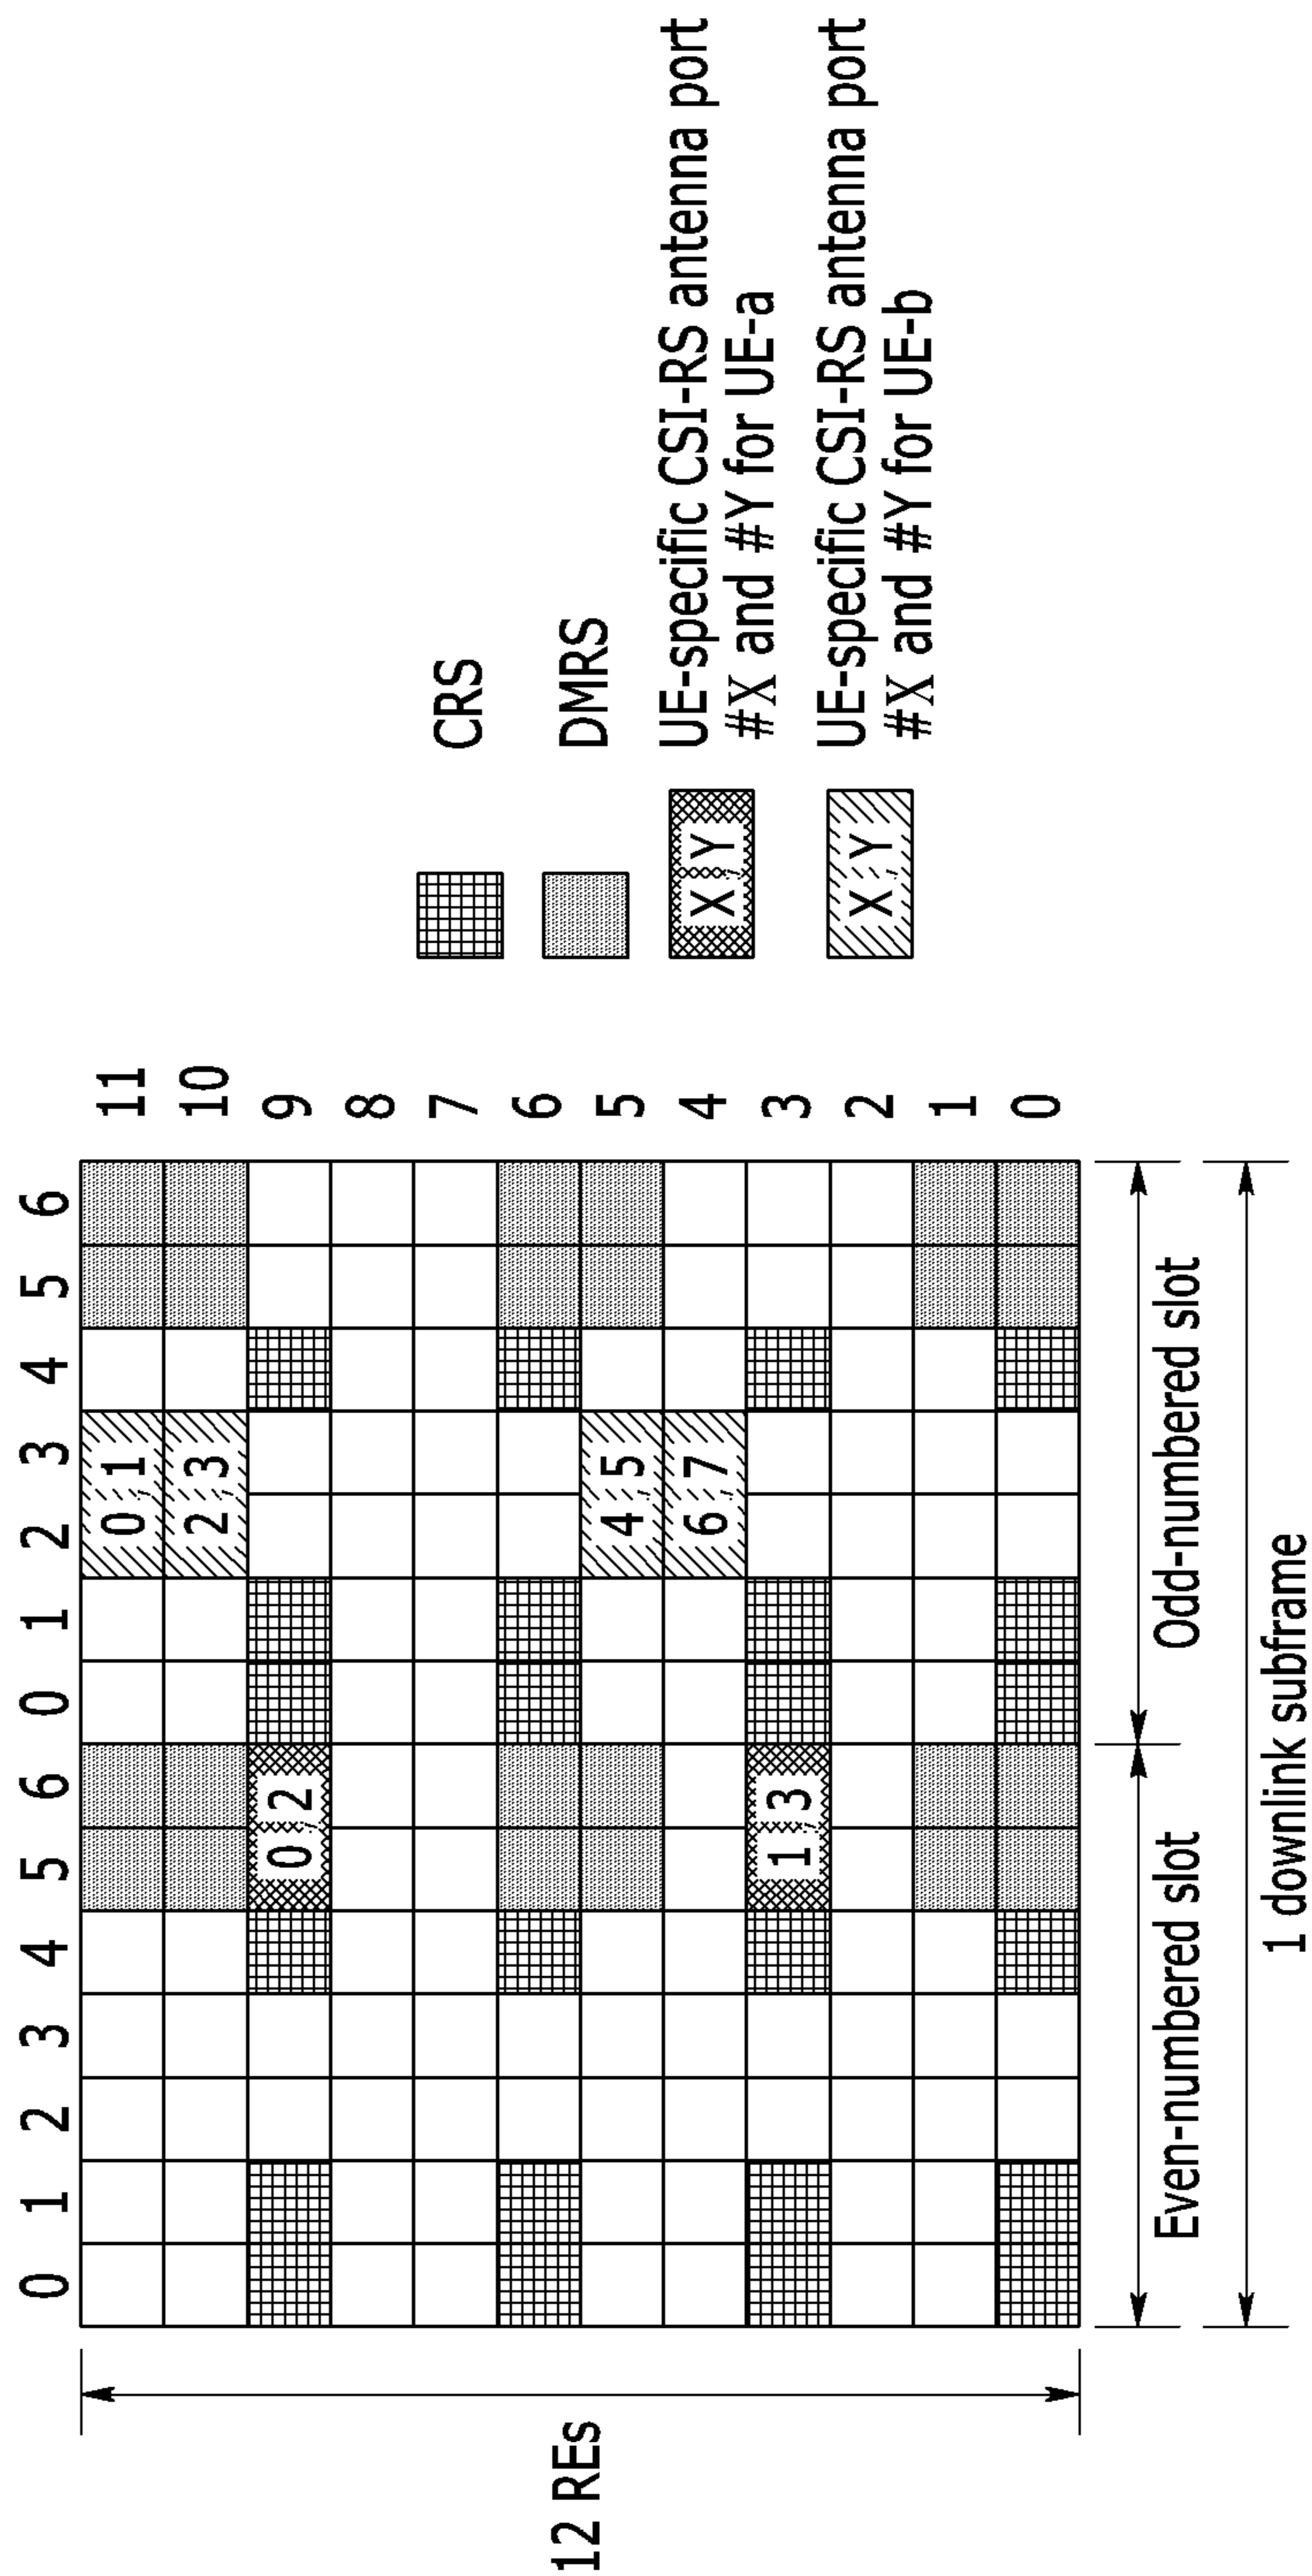 0 1 2 3 4 5 6 0 1 2 3 4 5 6
0,1 11
2,3 10
0,2 9
8
7
6
4,5 5
6,7 4
1,3 3
2
1
0
12 REs
Even-numbered slot
Odd-numbered slot
1 downlink subframe
CRS
DMRS
X,Y UE-specific CSI-RS antenna port
#X and #Y for UE-a
X,Y UE-specific CSI-RS antenna port
#X and #Y for UE-b